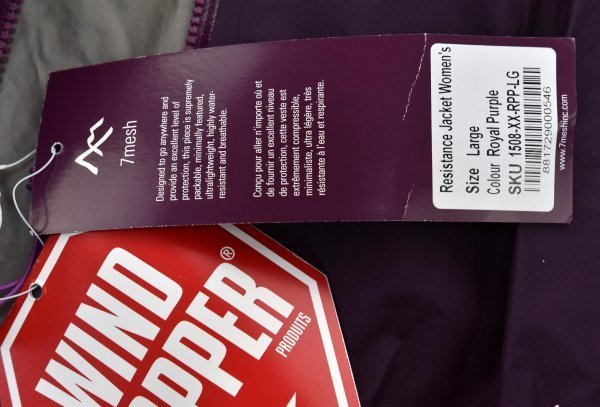 7mesh
Designed to go anywhere and
provide an excellent level of
protection, this piece is supremely
packable, minimally featured,
ultralightweight, highly water-
resistant and breathable.
Conçu pour aller n'importe où et
de fournir un excellent niveau
de protection, cette veste est
extrêmement compressible,
minimaliste, ultra légère, très
résistante à l'eau et respirante.
Resistance Jacket Women's
Size Large
Colour Royal Purple
SKU 1508-XX-RPP-LG
8817290000546
www.7meshinc.com
WIND
OPPER®
PRODUITS